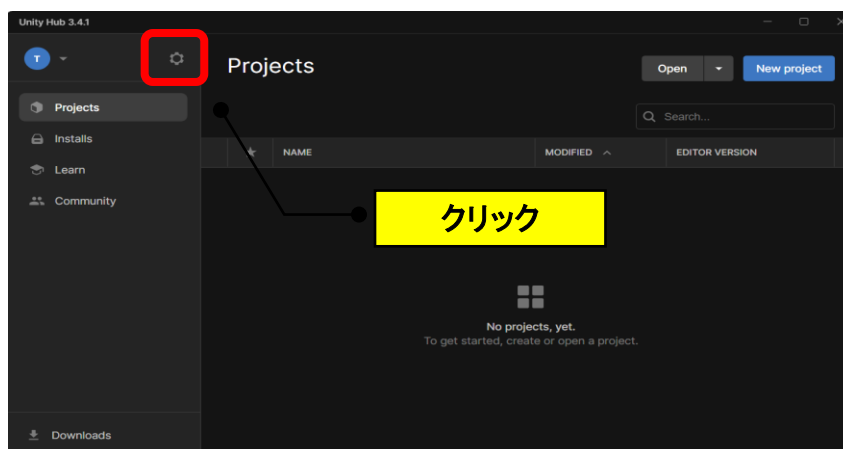 Unity Hub 3.4.1
T
Projects
Open
New project
Projects
Search...
Installs
NAME
MODIFIED
EDITOR VERSION
Learn
Community
クリック
No projects, yet.
To get started, create or open a project.
Downloads